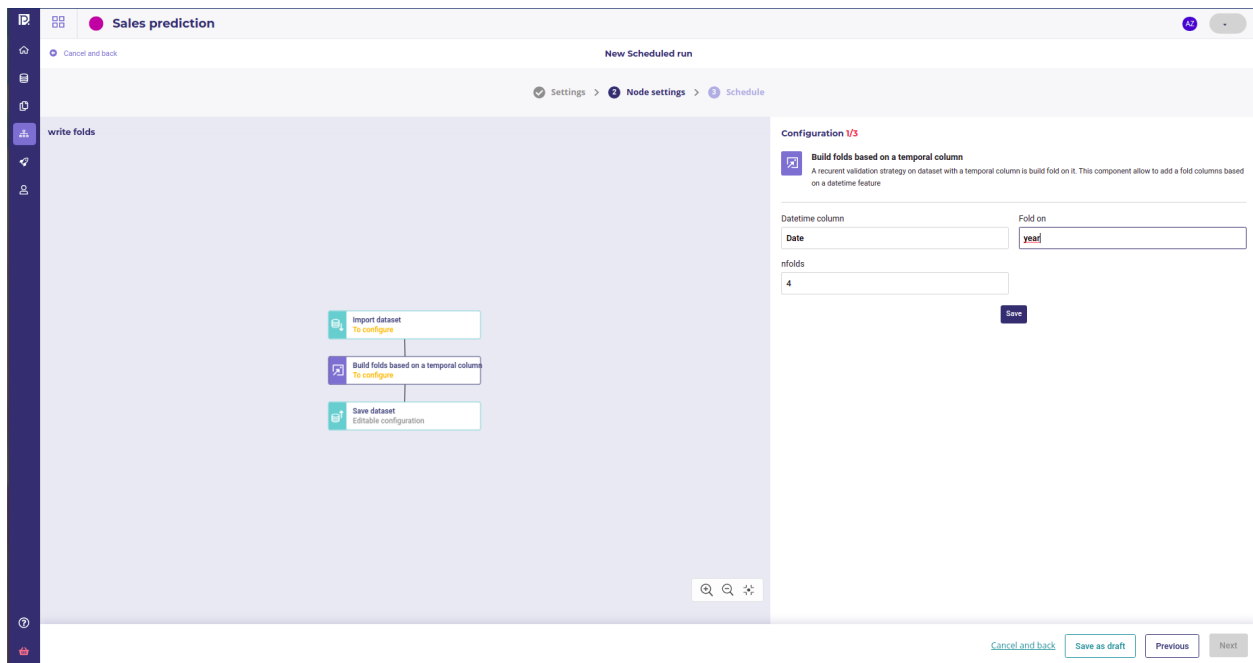 Sales prediction
AZ
Cancel and back
New Scheduled run
Settings > 2 Node settings > 3 Schedule
write folds
Import dataset
To configure
Build folds based on a temporal column
To configure
Save dataset
Editable configuration
Configuration 1/3
Build folds based on a temporal column
A recurent validation strategy on dataset with a temporal column is build fold on it. This component allow to add a fold columns based
on a datetime feature
Datetime column
Fold on
Date
year
nfolds
4
Save
Cancel and back
Save as draft
Previous
Next